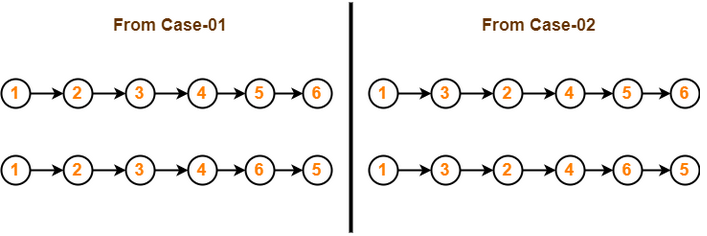 From Case-01
1 2 3 4 5 6
1 2 3 4 6 5
From Case-02
1 3 2 4 5 6
1 3 2 4 6 5